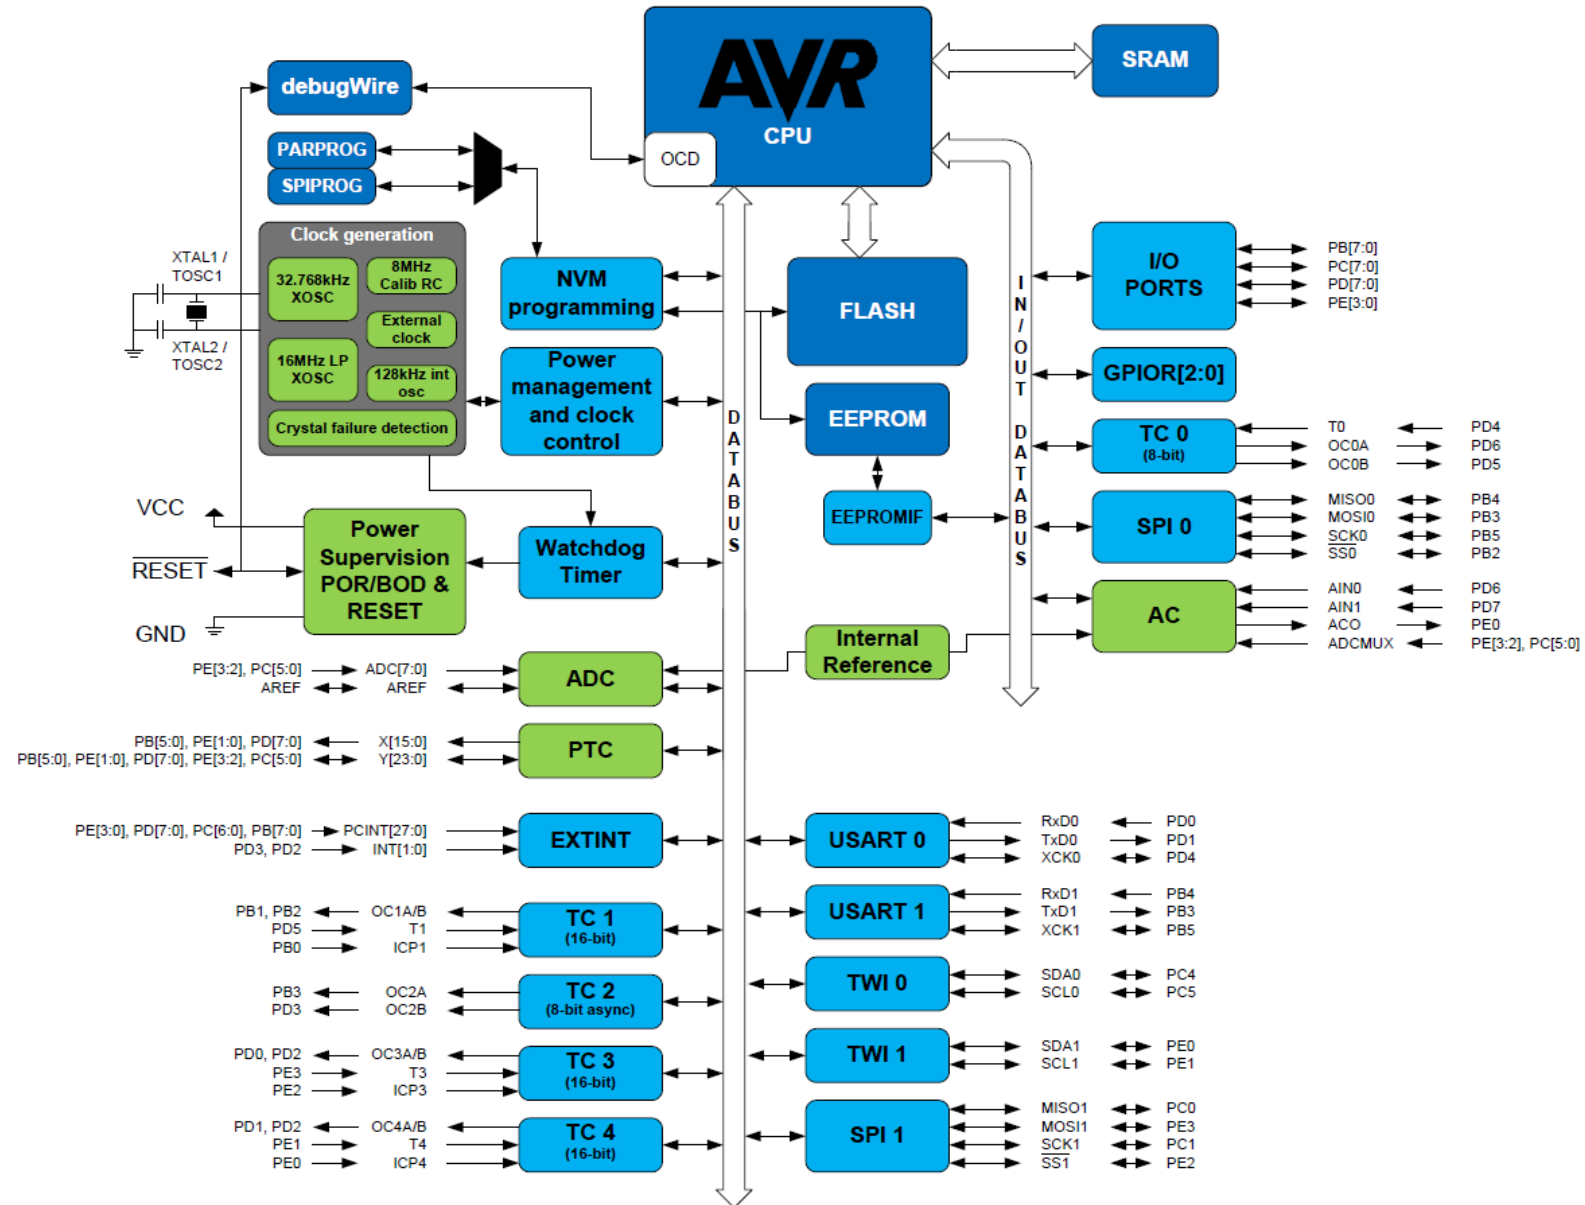 AVR
CPU
OCD
SRAM
debugWire
PARPROG
SPIPROG
Clock generation
XTAL1 /
TOSC1
32.768kHz
XOSC
8MHz
Calib RC
External
clock
XTAL2 /
TOSC2
16MHz LP
XOSC
128kHz int
osc
Crystal failure detection
NVM
programming
Power
management
and clock
control
FLASH
EEPROM
EEPROMIF
DATABUS
IN/OUT DATABUS
I/O
PORTS
PB[7:0]
PC[7:0]
PD[7:0]
PE[3:0]
GPIOR[2:0]
TC 0
(8-bit)
T0 PD4
OC0A PD6
OC0B PD5
SPI 0
MISO0 PB4
MOSI0 PB3
SCK0 PB5
SS0 PB2
VCC
RESET
GND
Power
Supervision
POR/BOD &
RESET
Watchdog
Timer
Internal
Reference
AC
AIN0 PD6
AIN1 PD7
ACO PE0
ADCMUX PE[3:2], PC[5:0]
PE[3:2], PC[5:0] ADC[7:0]
AREF AREF
ADC
PB[5:0], PE[1:0], PD[7:0] X[15:0]
PB[5:0], PE[1:0], PD[7:0], PE[3:2], PC[5:0] Y[23:0]
PTC
PE[3:0], PD[7:0], PC[6:0], PB[7:0] PCINT[27:0]
PD3, PD2 INT[1:0]
EXTINT
USART 0
RxD0 PD0
TxD0 PD1
XCK0 PD4
PB1, PB2 OC1A/B
PD5 T1
PB0 ICP1
TC 1
(16-bit)
USART 1
RxD1 PB4
TxD1 PB3
XCK1 PB5
PB3 OC2A
PD3 OC2B
TC 2
(8-bit async)
TWI 0
SDA0 PC4
SCL0 PC5
PD0, PD2 OC3A/B
PE3 T3
PE2 ICP3
TC 3
(16-bit)
TWI 1
SDA1 PE0
SCL1 PE1
PD1, PD2 OC4A/B
PE1 T4
PE0 ICP4
TC 4
(16-bit)
SPI 1
MISO1 PC0
MOSI1 PE3
SCK1 PC1
SS1 PE2